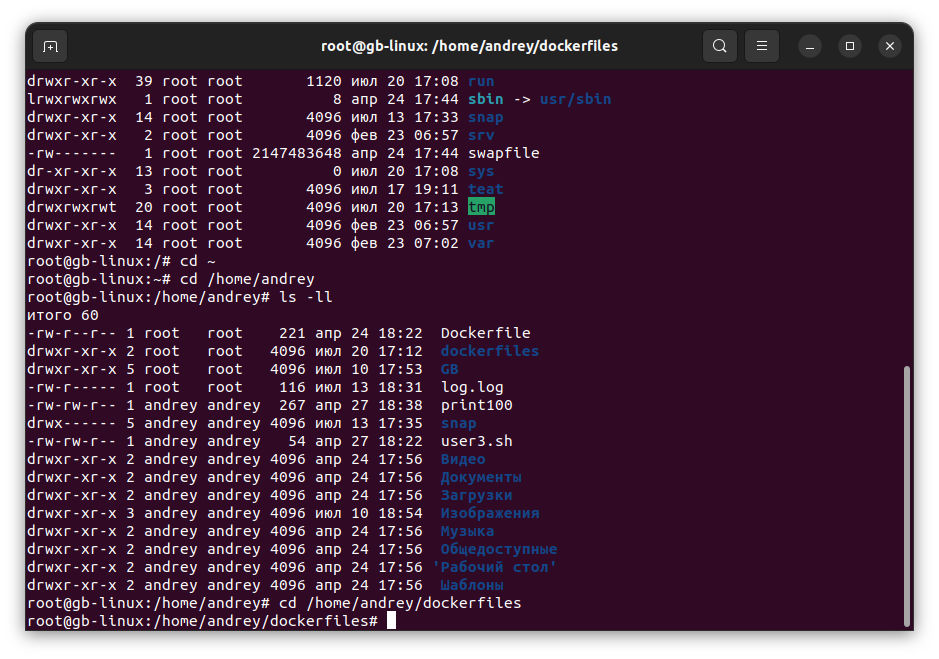 root@gb-linux: /home/andrey/dockerfiles
drwxr-xr-x  39 root root       1120 июл 20 17:08 run
lrwxrwxrwx   1 root root          8 апр 24 17:44 sbin -> usr/sbin
drwxr-xr-x  14 root root       4096 июл 13 17:33 snap
drwxr-xr-x   2 root root       4096 фев 23 06:57 srv
-rw-------   1 root root 2147483648 апр 24 17:44 swapfile
dr-xr-xr-x  13 root root          0 июл 20 17:08 sys
drwxr-xr-x   3 root root       4096 июл 17 19:11 teat
drwxrwxrwt  20 root root       4096 июл 20 17:13 tmp
drwxr-xr-x  14 root root       4096 фев 23 06:57 usr
drwxr-xr-x  14 root root       4096 фев 23 07:02 var
root@gb-linux:/# cd ~
root@gb-linux:~# cd /home/andrey
root@gb-linux:/home/andrey# ls -ll
итого 60
-rw-r--r-- 1 root   root    221 апр 24 18:22  Dockerfile
drwxr-xr-x 2 root   root   4096 июл 20 17:12  dockerfiles
drwxr-xr-x 5 root   root   4096 июл 10 17:53  GB
-rw-r----- 1 root   root    116 июл 13 18:31  log.log
-rw-rw-r-- 1 andrey andrey  267 апр 27 18:38  print100
drwx------ 5 andrey andrey 4096 июл 13 17:35  snap
-rw-rw-r-- 1 andrey andrey   54 апр 27 18:22  user3.sh
drwxr-xr-x 2 andrey andrey 4096 апр 24 17:56  Видео
drwxr-xr-x 2 andrey andrey 4096 апр 24 17:56  Документы
drwxr-xr-x 2 andrey andrey 4096 апр 24 17:56  Загрузки
drwxr-xr-x 3 andrey andrey 4096 июл 10 18:54  Изображения
drwxr-xr-x 2 andrey andrey 4096 апр 24 17:56  Музыка
drwxr-xr-x 2 andrey andrey 4096 апр 24 17:56  Общедоступные
drwxr-xr-x 2 andrey andrey 4096 апр 24 17:56 'Рабочий стол'
drwxr-xr-x 2 andrey andrey 4096 апр 24 17:56  Шаблоны
root@gb-linux:/home/andrey# cd /home/andrey/dockerfiles
root@gb-linux:/home/andrey/dockerfiles#